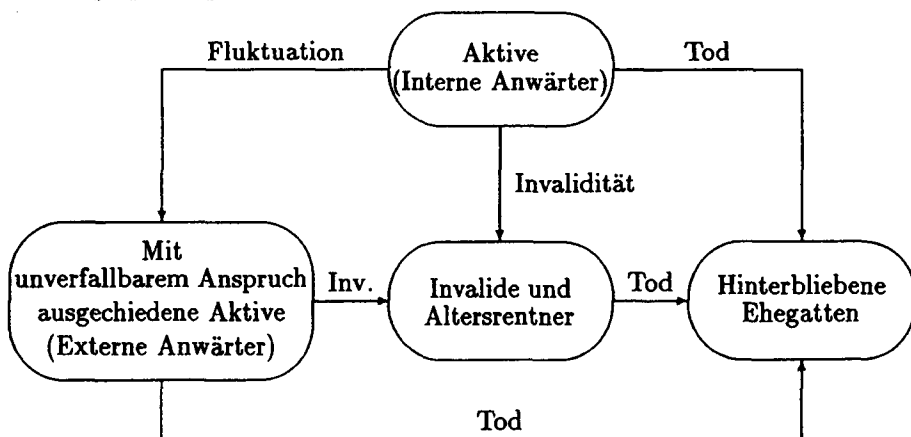 Fluktuation
Aktive
(Interne Anwärter)
Tod
Invalidität
Mit
unverfallbarem Anspruch
ausgechiedene Aktive
(Externe Anwärter)
Inv.
Invalide und
Altersrentner
Tod
Hinterbliebene
Ehegatten
Tod